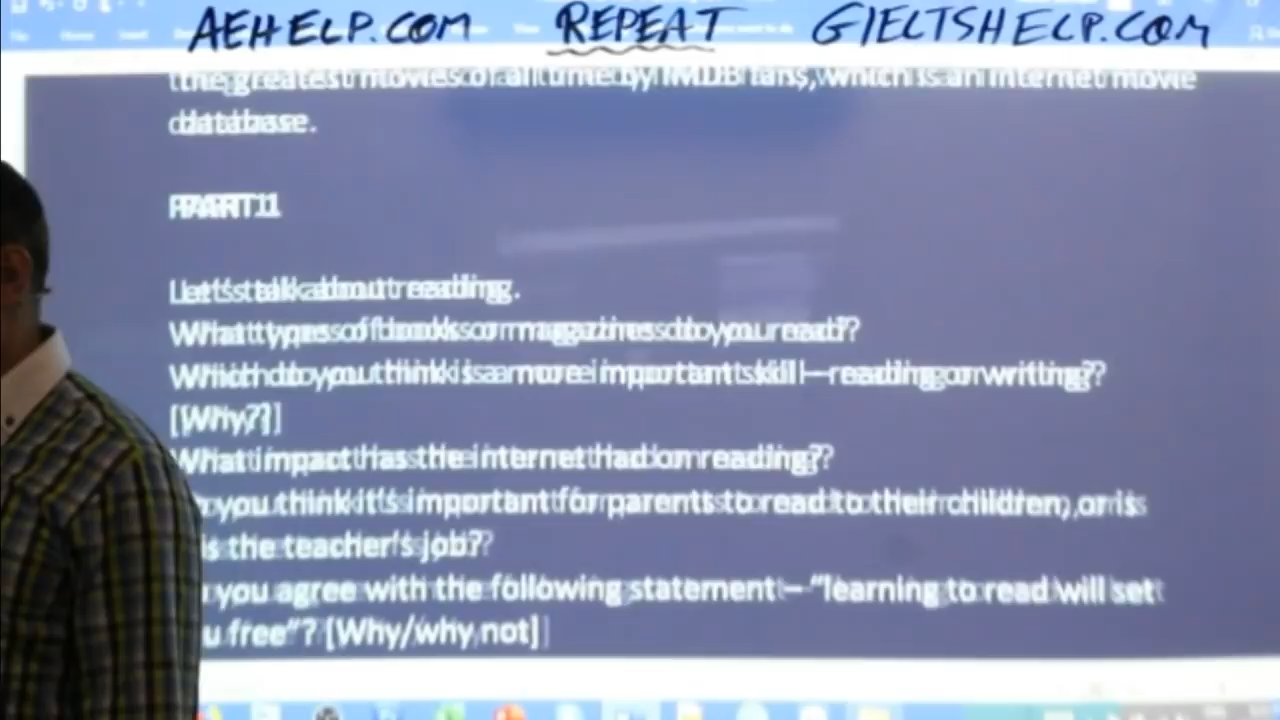 AEHELP.COM REPEAT GIELTSHELP.COM
the greatest movies of all time by IMDB fans, which is an internet movie
database.
PART 1
Let's talk about reading.
What types of books or magazines do you read?
Which do you think is a more important skill – reading or writing?
[Why?]
What impact has the internet had on reading?
you think it's important for parents to read to their children, or is
is the teacher's job?
you agree with the following statement – "learning to read will set
u free"? [Why/why not]